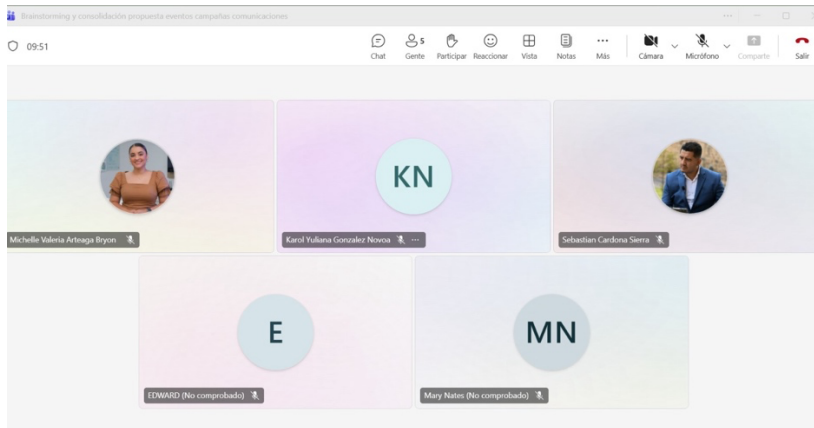 Brainstorming y consolidación propuesta eventos campañas comunicaciones
09:51
5
Chat Gente Participar Reaccionar Vista Notas Más Cámara Micrófono Comparte Salir
KN
Michelle Valeria Arteaga Bryon
Karol Yuliana Gonzalez Novoa
Sebastian Cardona Sierra
E
MN
EDWARD (No comprobado)
Mary Nates (No comprobado)